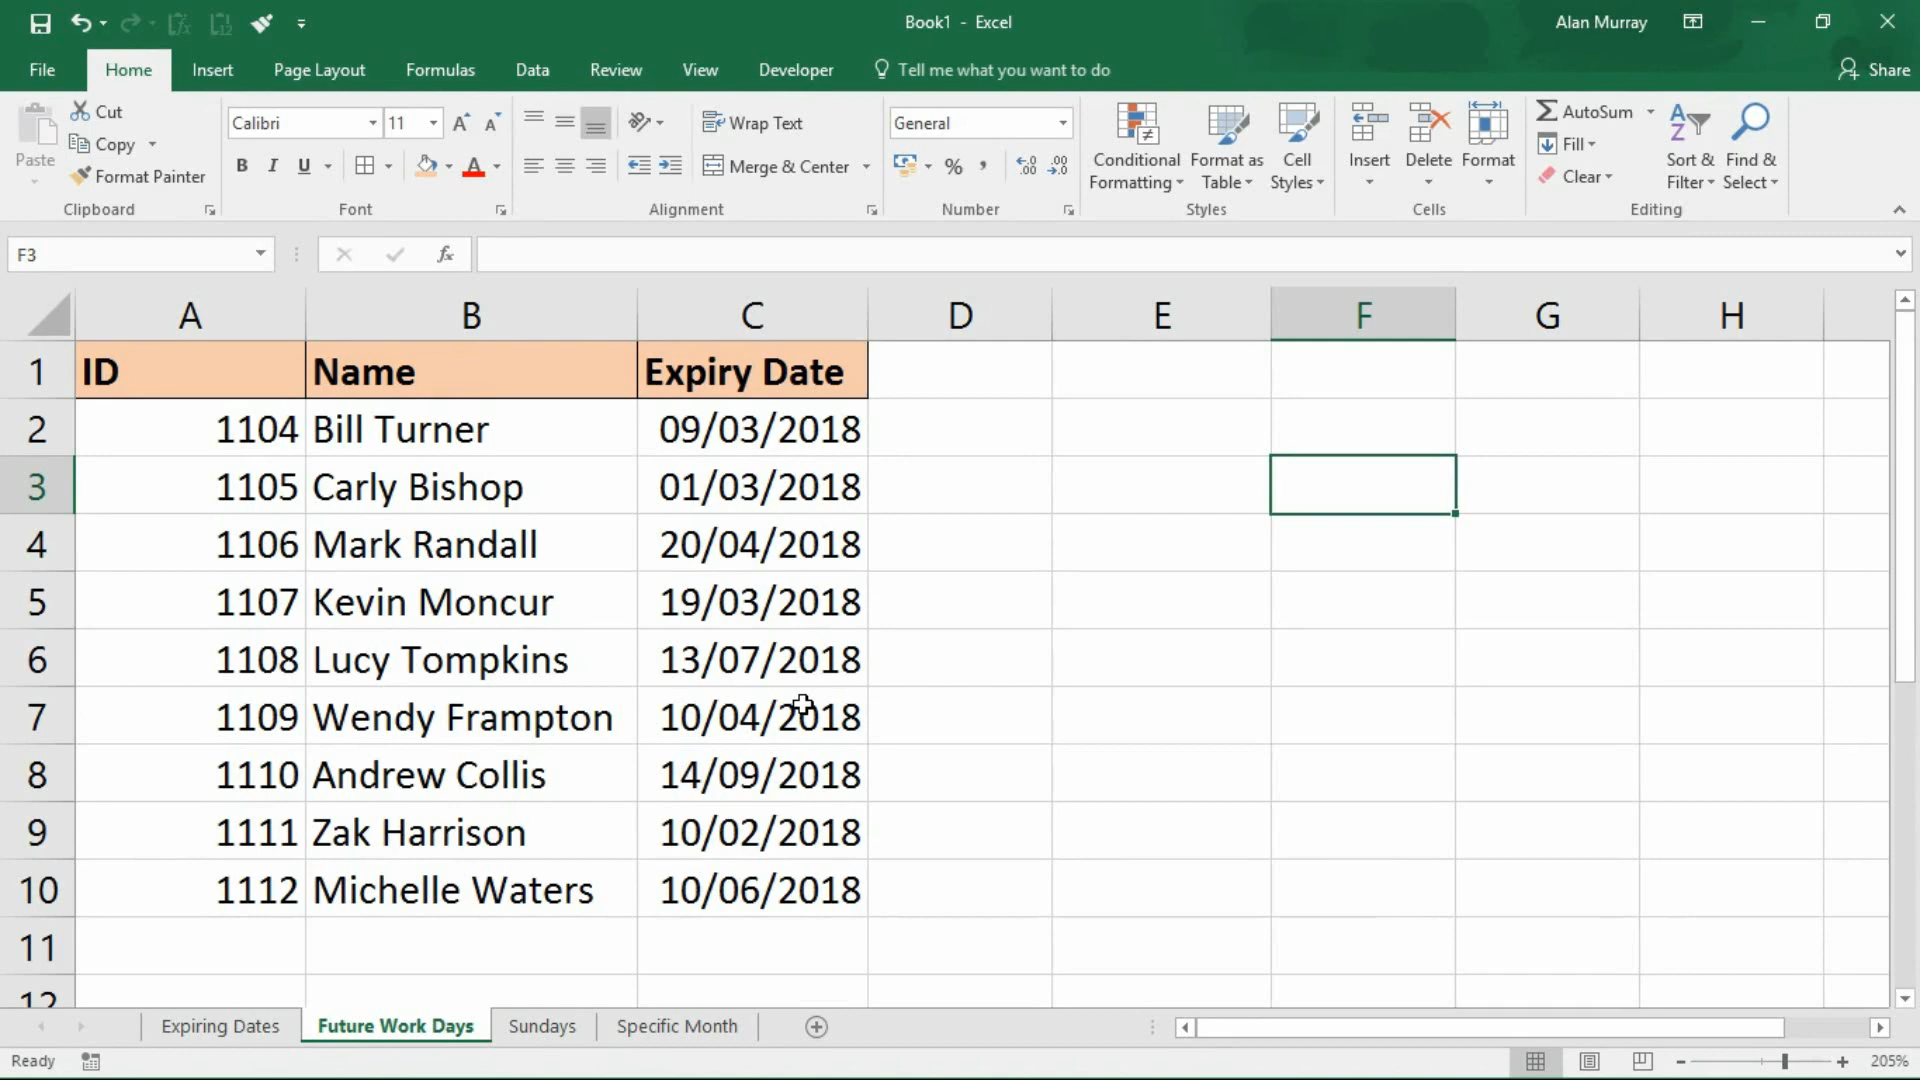 Book1 - Excel
Alan Murray
File Home Insert Page Layout Formulas Data Review View Developer Tell me what you want to do Share
Cut
Copy
Format Painter
Paste
Clipboard
Calibri 11
B I U A
Font
Wrap Text
Merge & Center
Alignment
General
%
Number
Conditional Formatting
Format as Table
Cell Styles
Styles
Insert Delete Format
Cells
AutoSum
Fill
Clear
Sort & Filter
Find & Select
Editing
F3 fx
A B C D E F G H
1 ID Name Expiry Date
2 1104 Bill Turner 09/03/2018
3 1105 Carly Bishop 01/03/2018
4 1106 Mark Randall 20/04/2018
5 1107 Kevin Moncur 19/03/2018
6 1108 Lucy Tompkins 13/07/2018
7 1109 Wendy Frampton 10/04/2018
8 1110 Andrew Collis 14/09/2018
9 1111 Zak Harrison 10/02/2018
10 1112 Michelle Waters 10/06/2018
11
12
Expiring Dates Future Work Days Sundays Specific Month
Ready 205%